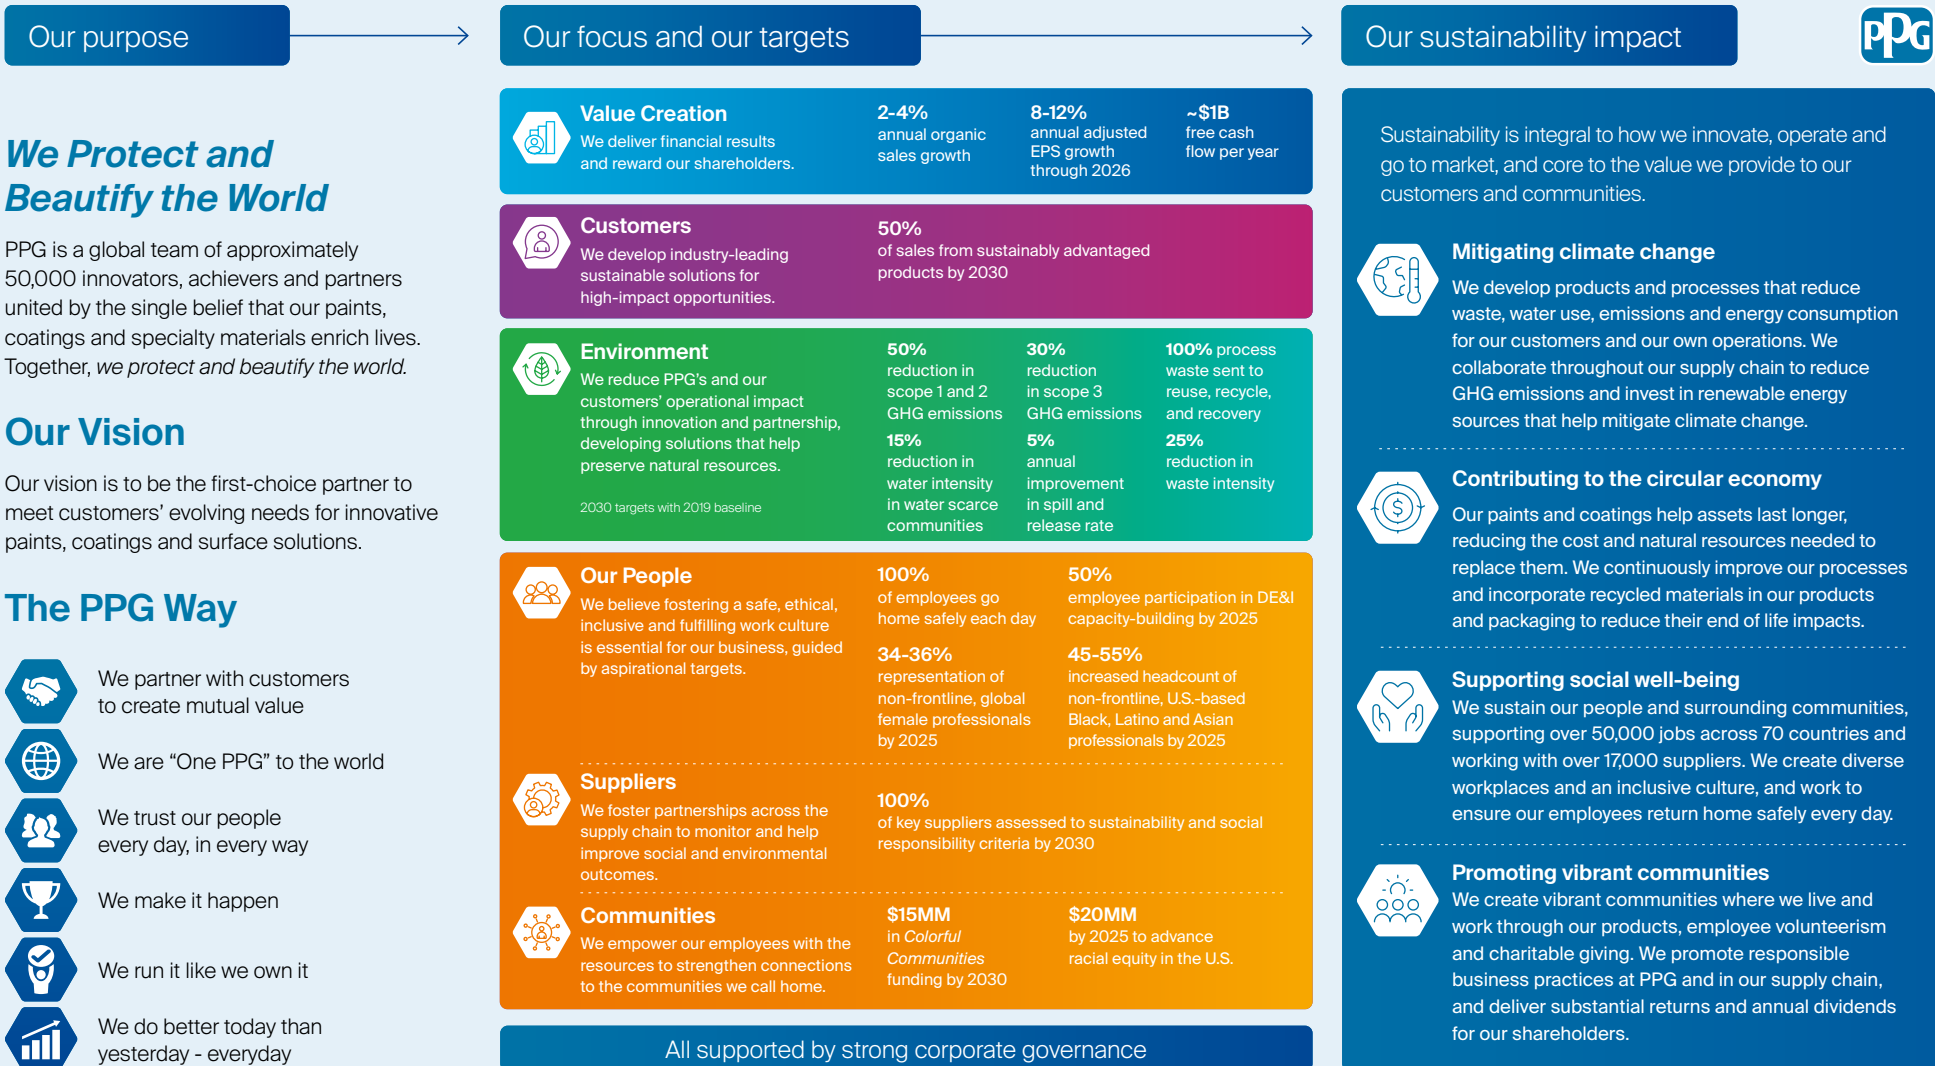 Our purpose
We Protect and
Beautify the World
PPG is a global team of approximately
50,000 innovators, achievers and partners
united by the single belief that our paints,
coatings and specialty materials enrich lives.
Together, we protect and beautify the world.
Our Vision
Our vision is to be the first-choice partner to
meet customers' evolving needs for innovative
paints, coatings and surface solutions.
The PPG Way
We partner with customers
to create mutual value
We are "One PPG" to the world
We trust our people
every day, in every way
We make it happen
We run it like we own it
We do better today than
yesterday - everyday
Our focus and our targets
Value Creation
We deliver financial results
and reward our shareholders.
2-4%
annual organic
sales growth
8-12%
annual adjusted
EPS growth
through 2026
~$1B
free cash
flow per year
Customers
We develop industry-leading
sustainable solutions for
high-impact opportunities.
50%
of sales from sustainably advantaged
products by 2030
Environment
We reduce PPG's and our
customers' operational impact
through innovation and partnership,
developing solutions that help
preserve natural resources.
2030 targets with 2019 baseline
50%
reduction in
scope 1 and 2
GHG emissions
30%
reduction
in scope 3
GHG emissions
100% process
waste sent to
reuse, recycle,
and recovery
15%
reduction in
water intensity
in water scarce
communities
5%
annual
improvement
in spill and
release rate
25%
reduction in
waste intensity
Our People
We believe fostering a safe, ethical,
inclusive and fulfilling work culture
is essential for our business, guided
by aspirational targets.
100%
of employees go
home safely each day
50%
employee participation in DE&I
capacity-building by 2025
34-36%
representation of
non-frontline, global
female professionals
by 2025
45-55%
increased headcount of
non-frontline, U.S.-based
Black, Latino and Asian
professionals by 2025
Suppliers
We foster partnerships across the
supply chain to monitor and help
improve social and environmental
outcomes.
100%
of key suppliers assessed to sustainability and social
responsibility criteria by 2030
Communities
We empower our employees with the
resources to strengthen connections
to the communities we call home.
$15MM
in Colorful
Communities
funding by 2030
$20MM
by 2025 to advance
racial equity in the U.S.
All supported by strong corporate governance
Our sustainability impact
PPG
Sustainability is integral to how we innovate, operate and
go to market, and core to the value we provide to our
customers and communities.
Mitigating climate change
We develop products and processes that reduce
waste, water use, emissions and energy consumption
for our customers and our own operations. We
collaborate throughout our supply chain to reduce
GHG emissions and invest in renewable energy
sources that help mitigate climate change.
Contributing to the circular economy
Our paints and coatings help assets last longer,
reducing the cost and natural resources needed to
replace them. We continuously improve our processes
and incorporate recycled materials in our products
and packaging to reduce their end of life impacts.
Supporting social well-being
We sustain our people and surrounding communities,
supporting over 50,000 jobs across 70 countries and
working with over 17,000 suppliers. We create diverse
workplaces and an inclusive culture, and work to
ensure our employees return home safely every day.
Promoting vibrant communities
We create vibrant communities where we live and
work through our products, employee volunteerism
and charitable giving. We promote responsible
business practices at PPG and in our supply chain,
and deliver substantial returns and annual dividends
for our shareholders.